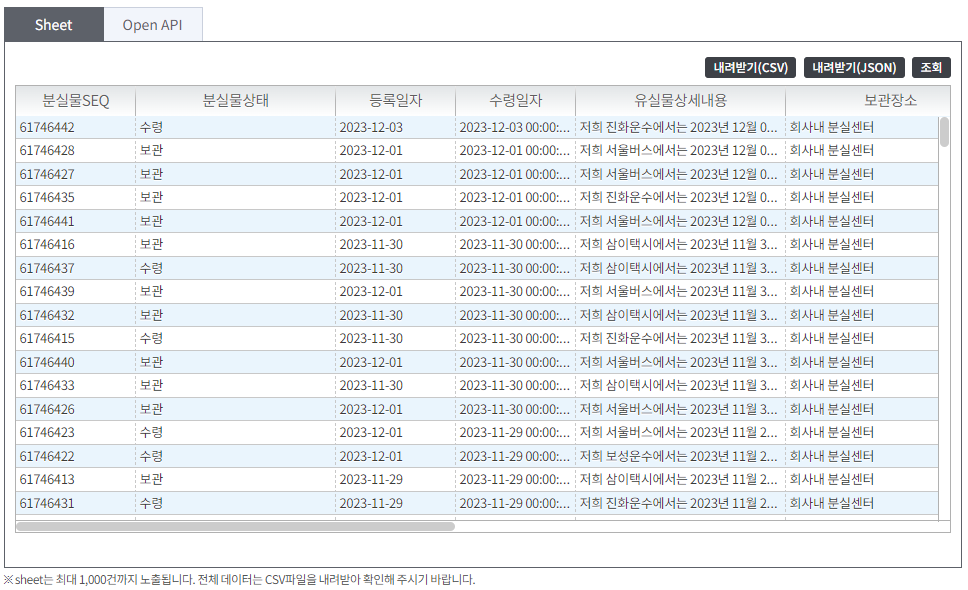 Sheet Open API
내려받기(CSV) 내려받기(JSON) 조회
분실물SEQ 분실물상태 등록일자 수령일자 유실물상세내용 보관장소
61746442 수령 2023-12-03 2023-12-03 00:00:... 저희 진화운수에서는 2023년 12월 0... 회사내 분실센터
61746428 보관 2023-12-01 2023-12-01 00:00:... 저희 서울버스에서는 2023년 12월 0... 회사내 분실센터
61746427 보관 2023-12-01 2023-12-01 00:00:... 저희 서울버스에서는 2023년 12월 0... 회사내 분실센터
61746435 보관 2023-12-01 2023-12-01 00:00:... 저희 진화운수에서는 2023년 12월 0... 회사내 분실센터
61746441 보관 2023-12-01 2023-12-01 00:00:... 저희 서울버스에서는 2023년 12월 0... 회사내 분실센터
61746416 보관 2023-11-30 2023-11-30 00:00:... 저희 삼이택시에서는 2023년 11월 3... 회사내 분실센터
61746437 수령 2023-11-30 2023-11-30 00:00:... 저희 삼이택시에서는 2023년 11월 3... 회사내 분실센터
61746439 보관 2023-12-01 2023-11-30 00:00:... 저희 서울버스에서는 2023년 11월 3... 회사내 분실센터
61746432 보관 2023-11-30 2023-11-30 00:00:... 저희 삼이택시에서는 2023년 11월 3... 회사내 분실센터
61746415 수령 2023-11-30 2023-11-30 00:00:... 저희 진화운수에서는 2023년 11월 3... 회사내 분실센터
61746440 보관 2023-12-01 2023-11-30 00:00:... 저희 서울버스에서는 2023년 11월 3... 회사내 분실센터
61746433 보관 2023-11-30 2023-11-30 00:00:... 저희 삼이택시에서는 2023년 11월 3... 회사내 분실센터
61746426 보관 2023-12-01 2023-11-30 00:00:... 저희 서울버스에서는 2023년 11월 3... 회사내 분실센터
61746423 수령 2023-12-01 2023-11-29 00:00:... 저희 서울버스에서는 2023년 11월 2... 회사내 분실센터
61746422 수령 2023-12-01 2023-11-29 00:00:... 저희 보성운수에서는 2023년 11월 2... 회사내 분실센터
61746413 보관 2023-11-29 2023-11-29 00:00:... 저희 삼이택시에서는 2023년 11월 2... 회사내 분실센터
61746431 수령 2023-11-29 2023-11-29 00:00:... 저희 진화운수에서는 2023년 11월 2... 회사내 분실센터
※ sheet는 최대 1,000건까지 노출됩니다. 전체 데이터는 CSV파일을 내려받아 확인해 주시기 바랍니다.